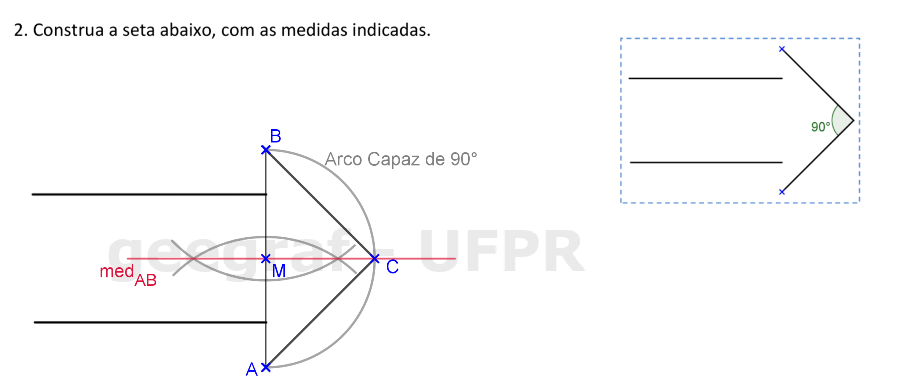 2. Construa a seta abaixo, com as medidas indicadas.
90°
B
Arco Capaz de 90°
geograf - UFPR
M
C
med AB
A